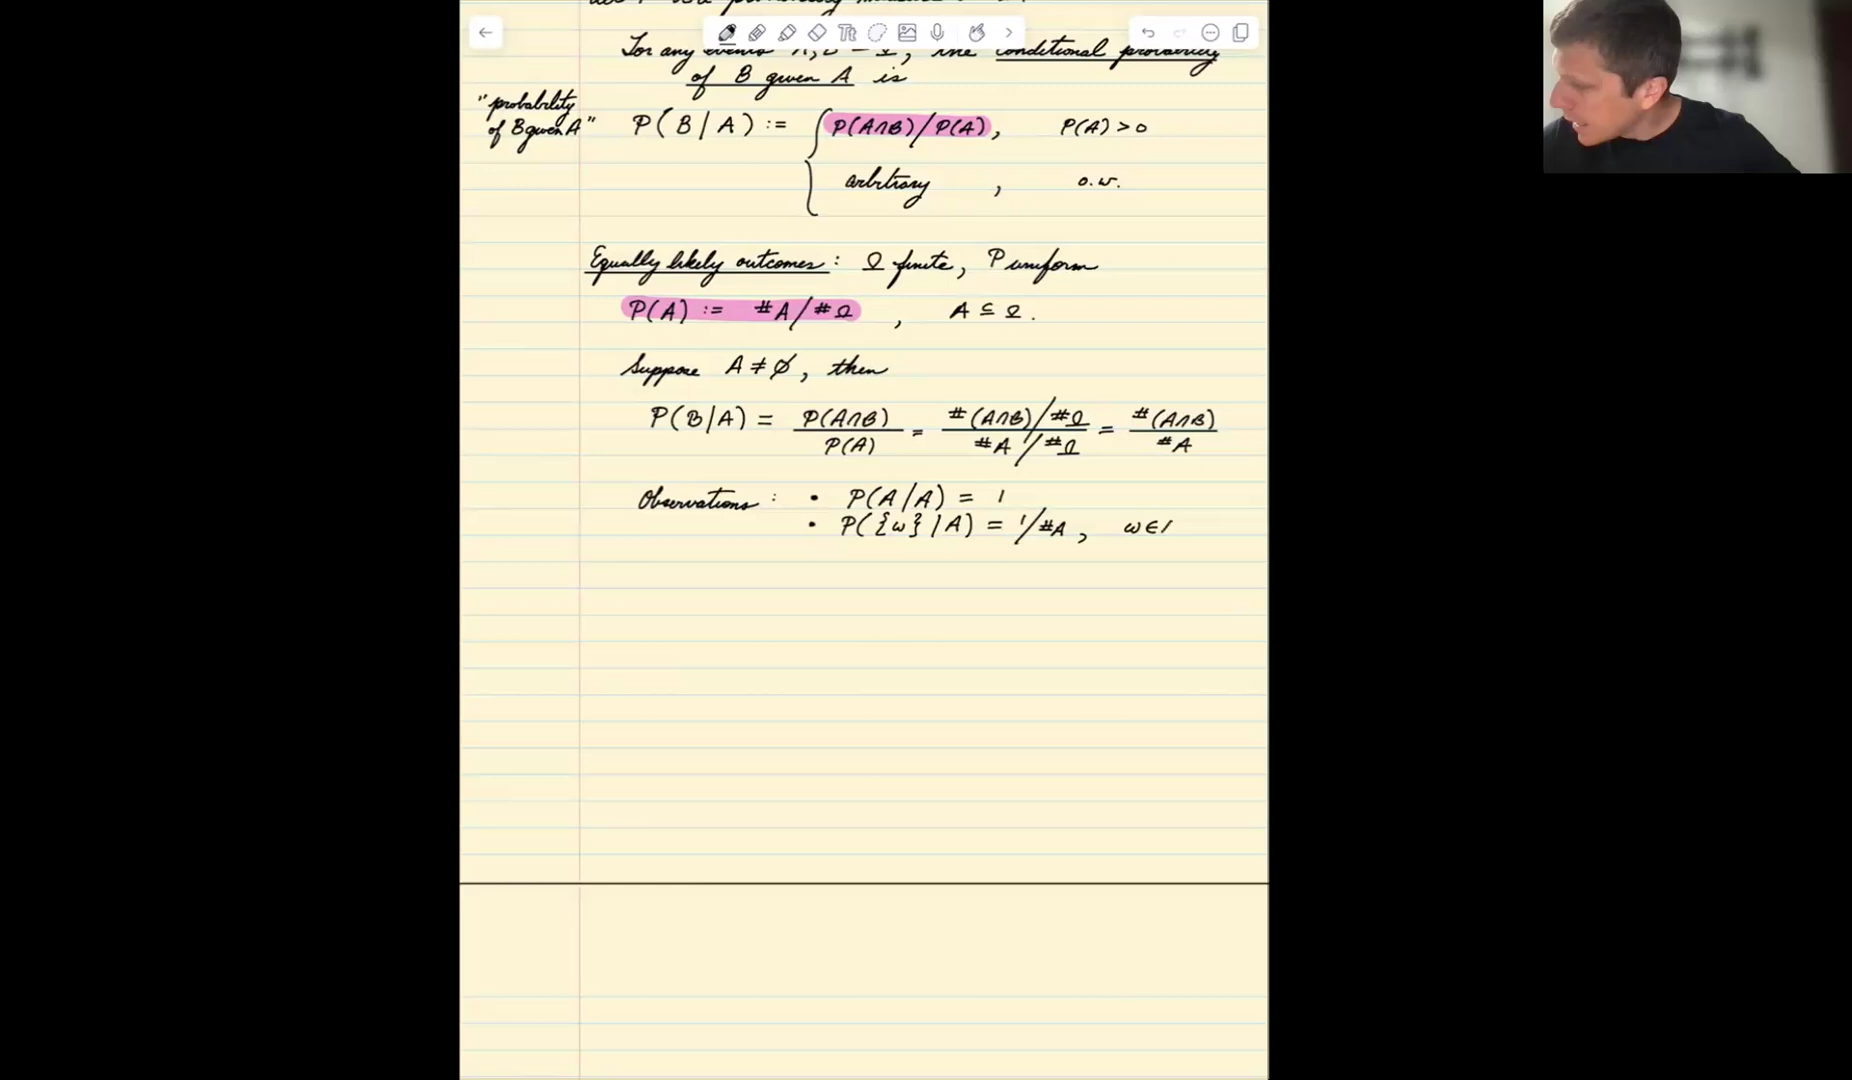 For any events A, B ⊆ Ω, the conditional probability
of B given A is
"probability
of B given A"
P(B|A) := { P(A∩B)/P(A), P(A)>0
arbitrary, o.w.
Equally likely outcomes: Ω finite, P uniform
P(A) := #A/#Ω, A ⊆ Ω.
Suppose A ≠ ∅, then
P(B|A) = P(A∩B)/P(A) = (#(A∩B)/#Ω)/(#A/#Ω) = #(A∩B)/#A
Observations: • P(A|A) = 1
• P({ω}|A) = 1/#A, ω∈